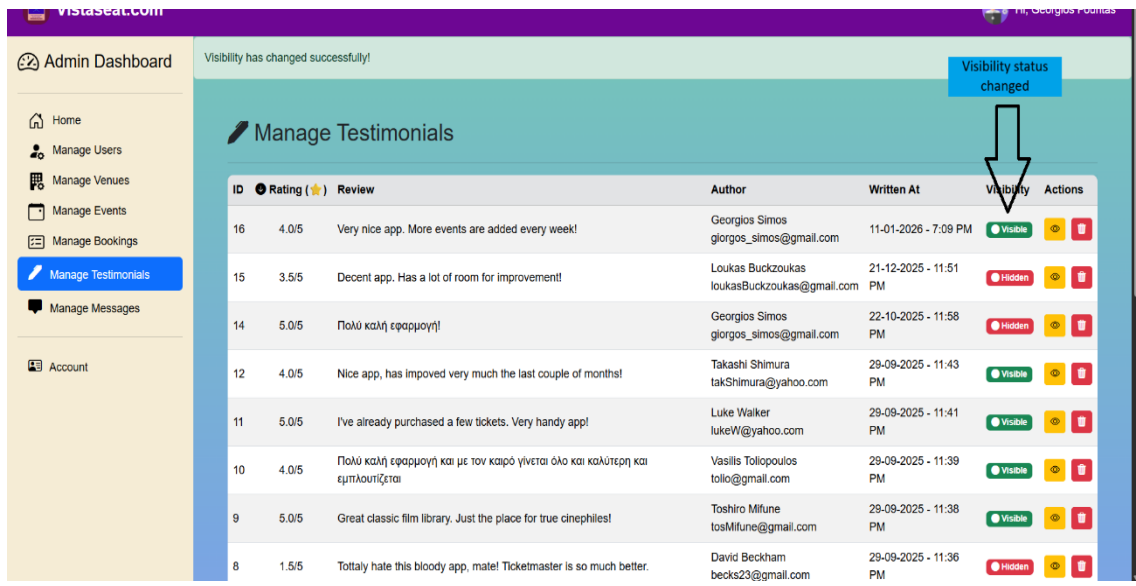 Vistaseat.com
Hi, Georgios Pountas
Admin Dashboard
Home
Manage Users
Manage Venues
Manage Events
Manage Bookings
Manage Testimonials
Manage Messages
Account
Visibility has changed successfully!
Visibility status
changed
Manage Testimonials
ID Rating (⭐) Review Author Written At Visibility Actions
16 4.0/5 Very nice app. More events are added every week! Georgios Simos 11-01-2026 - 7:09 PM Visible
giorgos_simos@gmail.com
15 3.5/5 Decent app. Has a lot of room for improvement! Loukas Buckzoukas 21-12-2025 - 11:51 Hidden
loukasBuckzoukas@gmail.com PM
14 5.0/5 Πολύ καλή εφαρμογή! Georgios Simos 22-10-2025 - 11:58 Hidden
giorgos_simos@gmail.com PM
12 4.0/5 Nice app, has impoved very much the last couple of months! Takashi Shimura 29-09-2025 - 11:43 Visible
takShimura@yahoo.com PM
11 5.0/5 I've already purchased a few tickets. Very handy app! Luke Walker 29-09-2025 - 11:41 Visible
lukeW@yahoo.com PM
10 4.0/5 Πολύ καλή εφαρμογή και με τον καιρό γίνεται όλο και καλύτερη και Vasilis Toliopoulos 29-09-2025 - 11:39 Visible
εμπλουτίζεται tolio@gmail.com PM
9 5.0/5 Great classic film library. Just the place for true cinephiles! Toshiro Mifune 29-09-2025 - 11:38 Visible
tosMifune@gmail.com PM
8 1.5/5 Tottaly hate this bloody app, mate! Ticketmaster is so much better. David Beckham 29-09-2025 - 11:36 Hidden
becks23@gmail.com PM